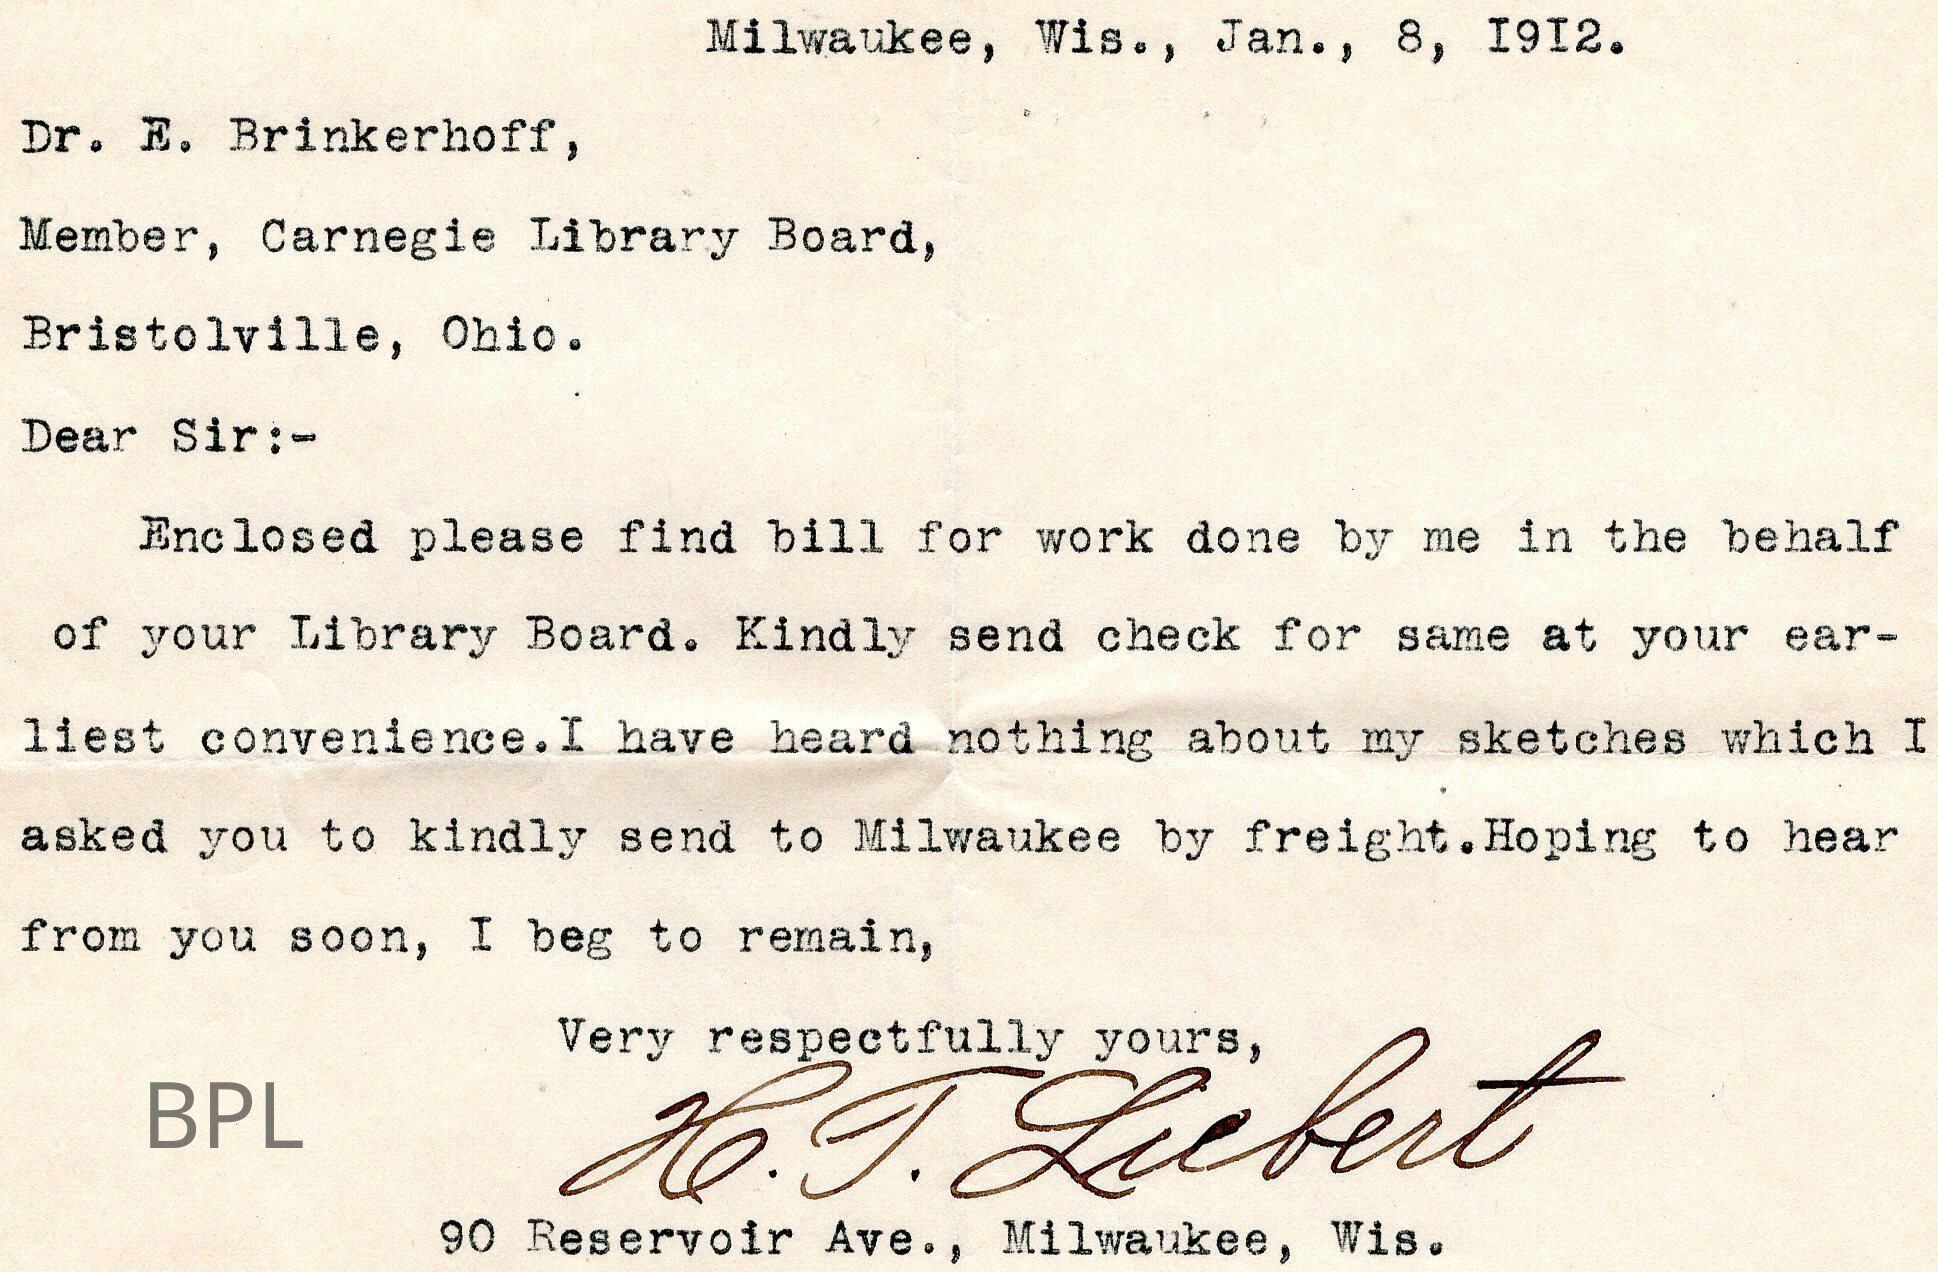 Milwaukee, Wis., Jan., 8, 1912.
Dr. E. Brinkerhoff,
Member, Carnegie Library Board,
Bristolville, Ohio.
Dear Sir:-
Enclosed please find bill for work done by me in the behalf
of your Library Board. Kindly send check for same at your ear-
liest convenience.I have heard nothing about my sketches which I
asked you to kindly send to Milwaukee by freight.Hoping to hear
from you soon, I beg to remain,
Very respectfully yours,
H. T. Liebert
BPL
90 Reservoir Ave., Milwaukee, Wis.